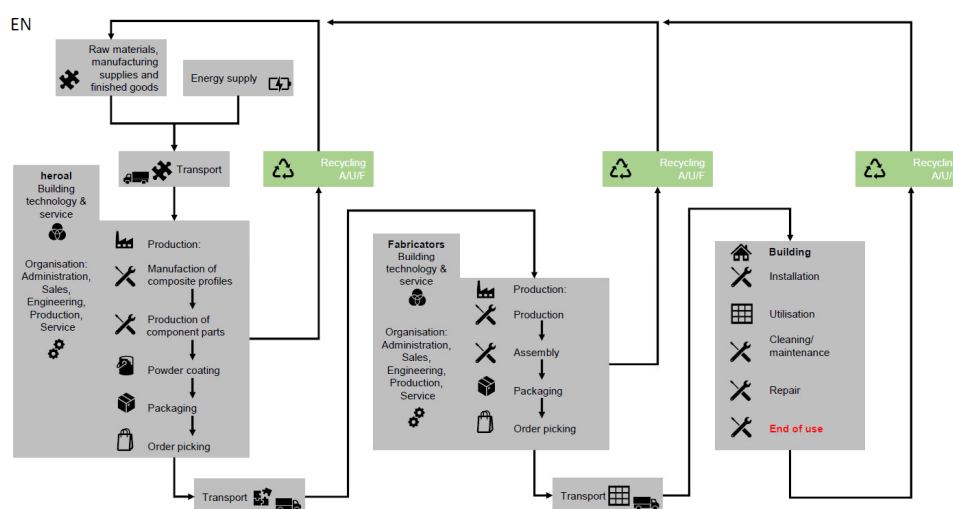 EN
Raw materials,
manufacturing
supplies and
finished goods
Energy supply
Transport
Recycling
A/U/F
Recycling
A/U/F
Recycling
A/U/F
heroal
Building
technology &
service
Organisation:
Administration,
Sales,
Engineering,
Production,
Service
Production:
Manufaction of
composite profiles
Production of
component parts
Powder coating
Packaging
Order picking
Transport
Fabricators
Building
technology &
service
Organisation:
Administration,
Sales,
Engineering,
Production,
Service
Production:
Production
Assembly
Packaging
Order picking
Transport
Building
Installation
Utilisation
Cleaning/
maintenance
Repair
End of use